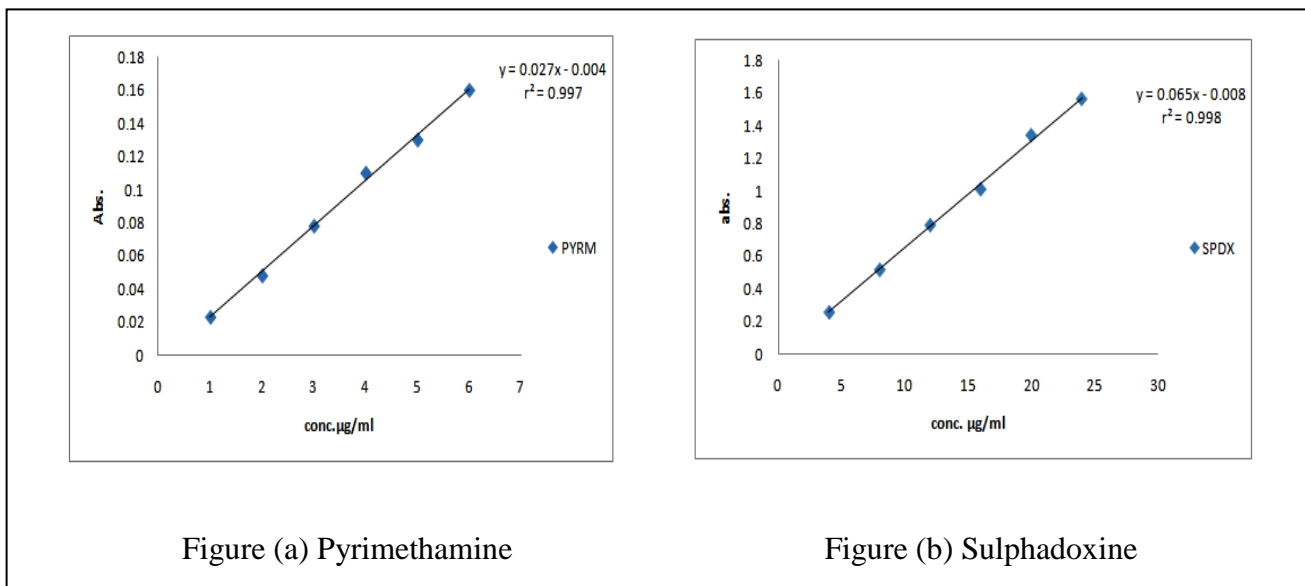 0.18
0.16
0.14
0.12
0.1
0.08
0.06
0.04
0.02
0
0 1 2 3 4 5 6 7
Abs.
conc.µg/ml
y = 0.027x - 0.004
r² = 0.997
PYRM
1.8
1.6
1.4
1.2
1
0.8
0.6
0.4
0.2
0
0 5 10 15 20 25 30
abs.
conc. µg/ml
y = 0.065x - 0.008
r² = 0.998
SPDX
Figure (a) Pyrimethamine
Figure (b) Sulphadoxine